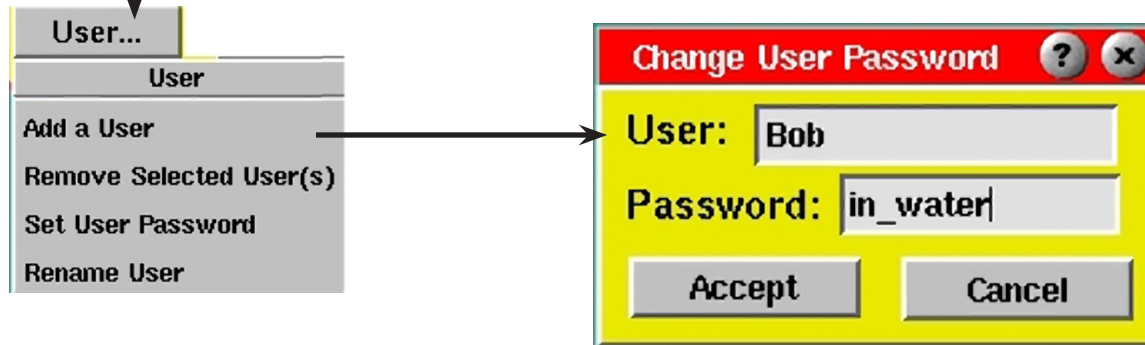 User...
User
Add a User
Remove Selected User(s)
Set User Password
Rename User
Change User Password ? x
User: Bob
Password: in_water
Accept Cancel